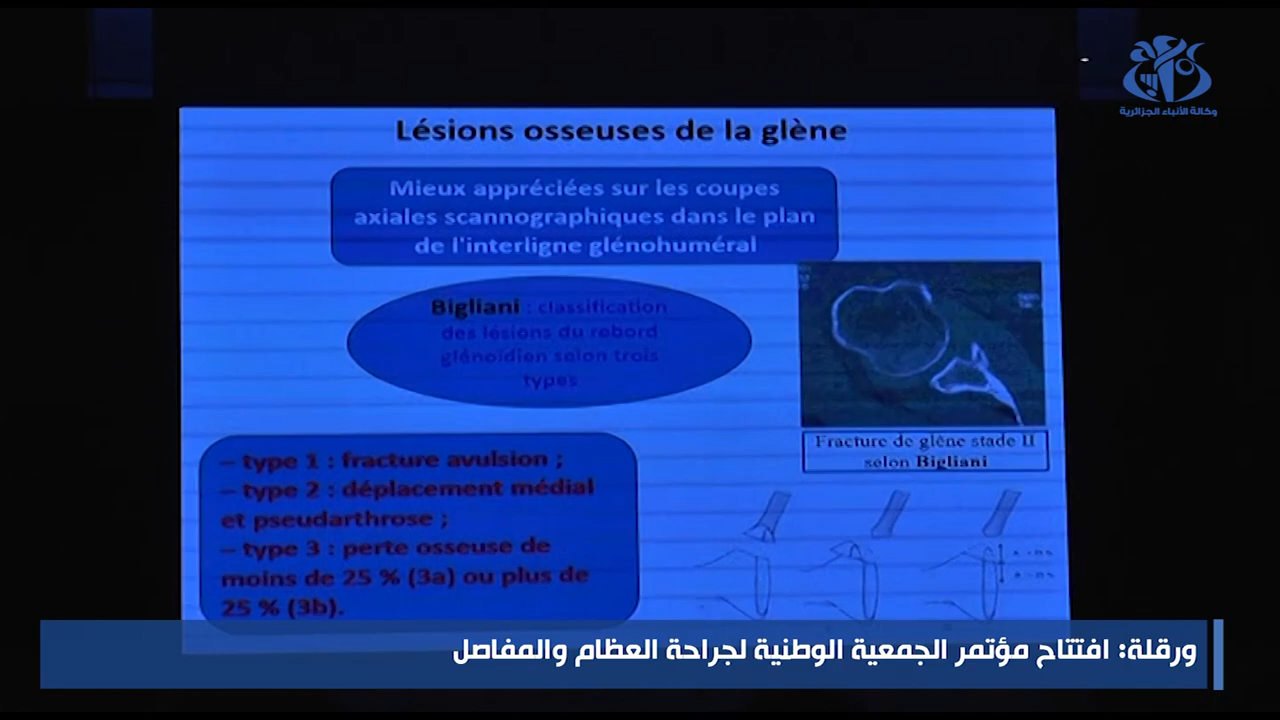 وكالة الأنباء الجزائرية
Lésions osseuses de la glène
Mieux appréciées sur les coupes
axiales scannographiques dans le plan
de l'interligne glénohuméral
Bigliani : classification
des lésions du rebord
glénoïdien selon trois
types
Fracture de glène stade II
selon Bigliani
– type 1 : fracture avulsion ;
– type 2 : déplacement médial
et pseudarthrose ;
– type 3 : perte osseuse de
moins de 25 % (3a) ou plus de
25 % (3b).
ورقلة: افتتاح مؤتمر الجمعية الوطنية لجراحة العظام والمفاصل